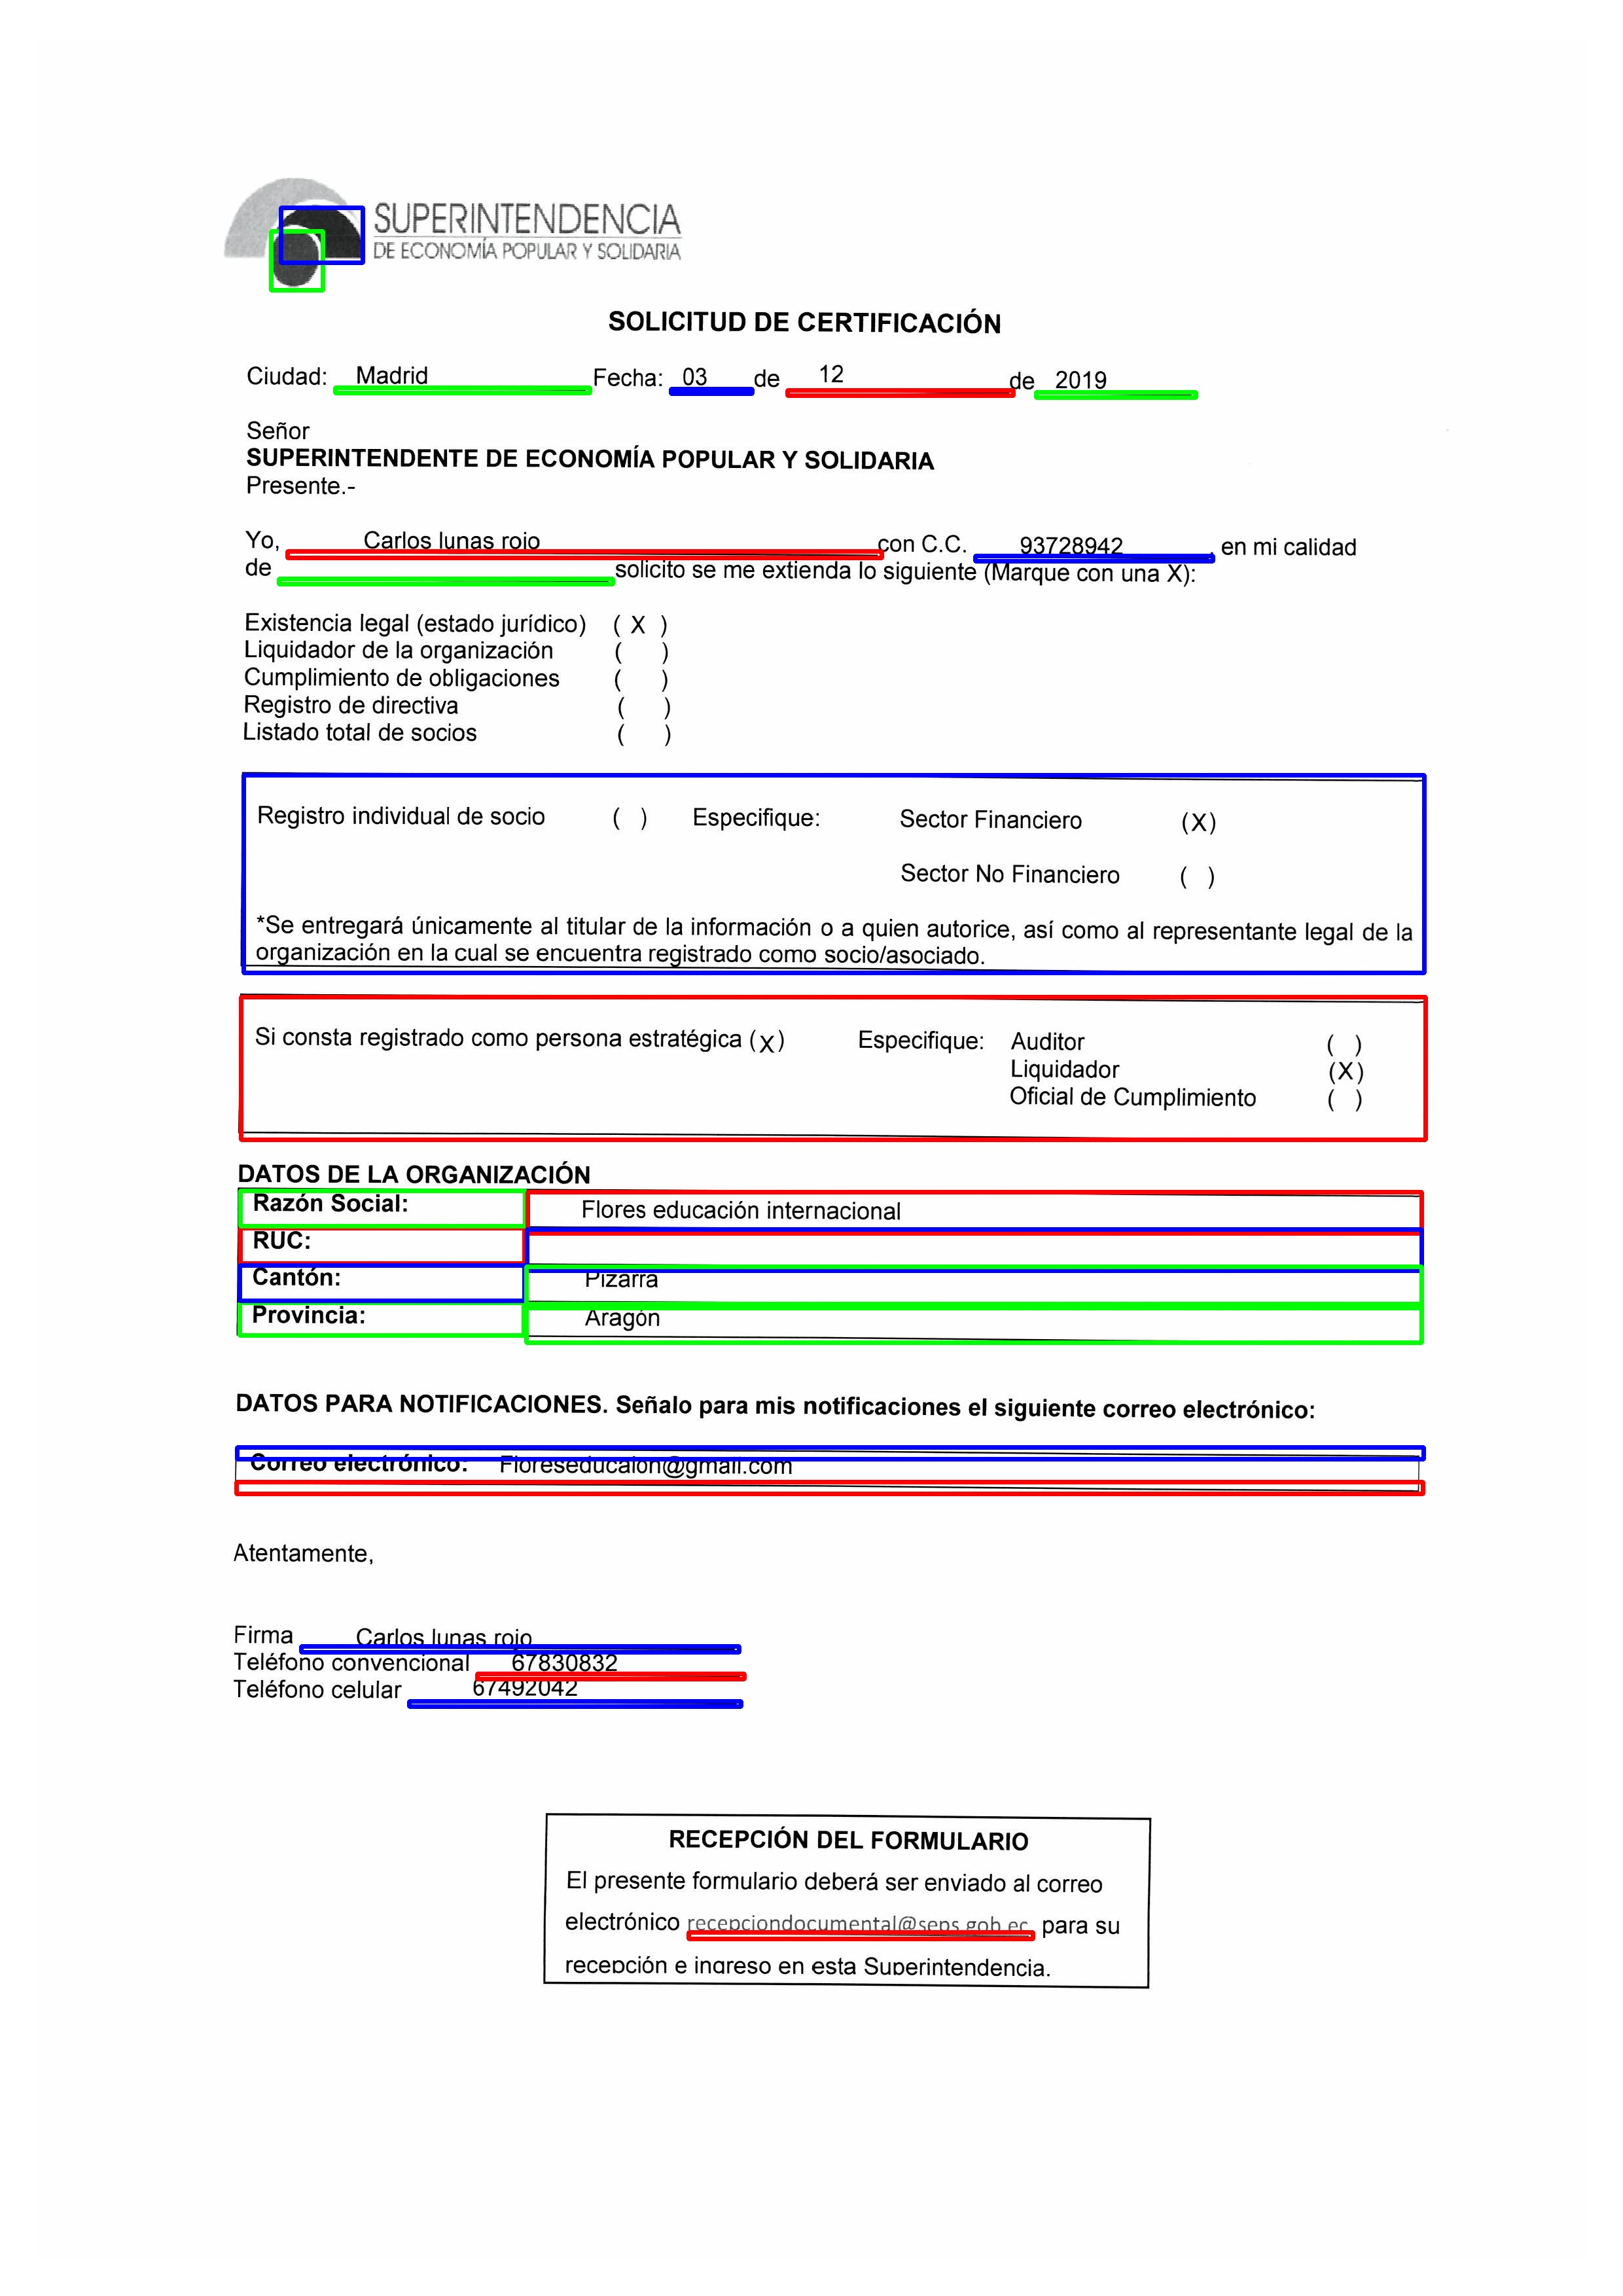 SUPERINTENDENCIA
DE ECONOMÍA POPULAR Y SOLIDARIA
SOLICITUD DE CERTIFICACIÓN
Ciudad: Madrid Fecha: 03 de 12 de 2019
Señor
SUPERINTENDENTE DE ECONOMÍA POPULAR Y SOLIDARIA
Presente.-
Yo, Carlos lunas rojo con C.C. 93728942, en mi calidad
de solicito se me extienda lo siguiente (Marque con una X):
Existencia legal (estado jurídico) ( X )
Liquidador de la organización ( )
Cumplimiento de obligaciones ( )
Registro de directiva ( )
Listado total de socios ( )
Registro individual de socio ( ) Especifique: Sector Financiero (X)
Sector No Financiero ( )
*Se entregará únicamente al titular de la información o a quien autorice, así como al representante legal de la
organización en la cual se encuentra registrado como socio/asociado.
Si consta registrado como persona estratégica (X) Especifique: Auditor ( )
Liquidador (X)
Oficial de Cumplimiento ( )
DATOS DE LA ORGANIZACIÓN
Razón Social: Flores educación internacional
RUC:
Cantón: Pizarra
Provincia: Aragón
DATOS PARA NOTIFICACIONES. Señalo para mis notificaciones el siguiente correo electrónico:
Correo electrónico: Floreseducaion@gmail.com
Atentamente,
Firma Carlos lunas rojo
Teléfono convencional 67830832
Teléfono celular 67492042
RECEPCIÓN DEL FORMULARIO
El presente formulario deberá ser enviado al correo
electrónico recepciondocumental@seps.gob.ec para su
recepción e ingreso en esta Superintendencia.